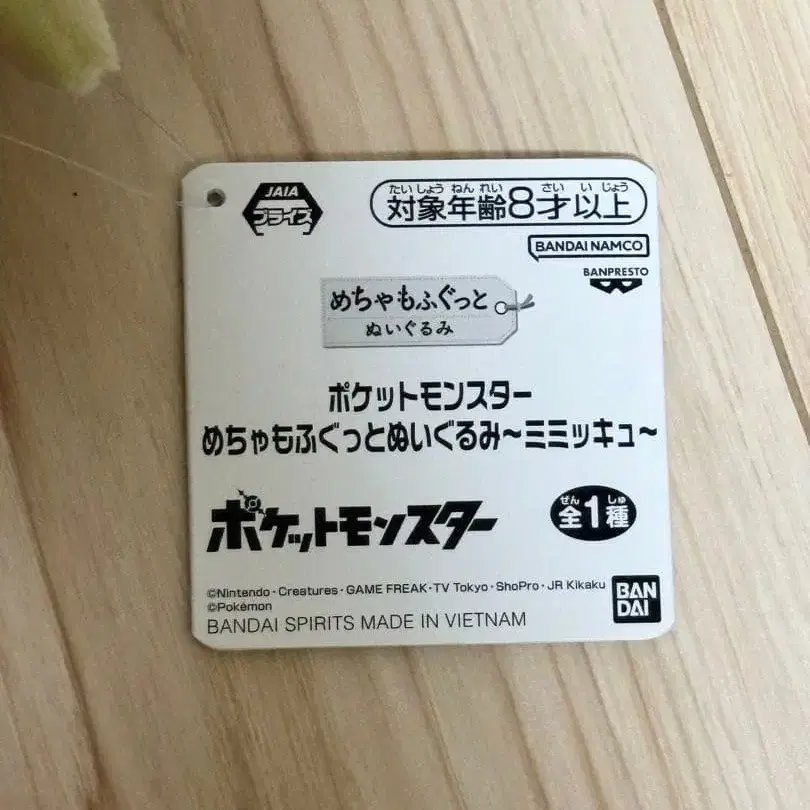 JAIA
プライズ
たいしょうねんれい さい いじょう
対象年齢8才以上
BANDAI NAMCO
BANPRESTO
めちゃもふぐっと
ぬいぐるみ
ポケットモンスター
めちゃもふぐっとぬいぐるみ～ミミッキュ～
ポケットモンスター
ぜん しゅ
全1種
©Nintendo・Creatures・GAME FREAK・TV Tokyo・ShoPro・JR Kikaku
©Pokémon
BANDAI SPIRITS MADE IN VIETNAM
BAN
DAI